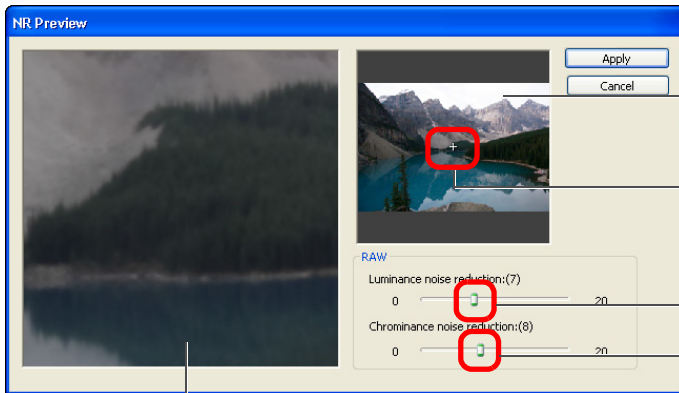 NR Preview
Apply
Cancel
RAW
Luminance noise reduction:(7)
0 20
Chrominance noise reduction:(8)
0 20